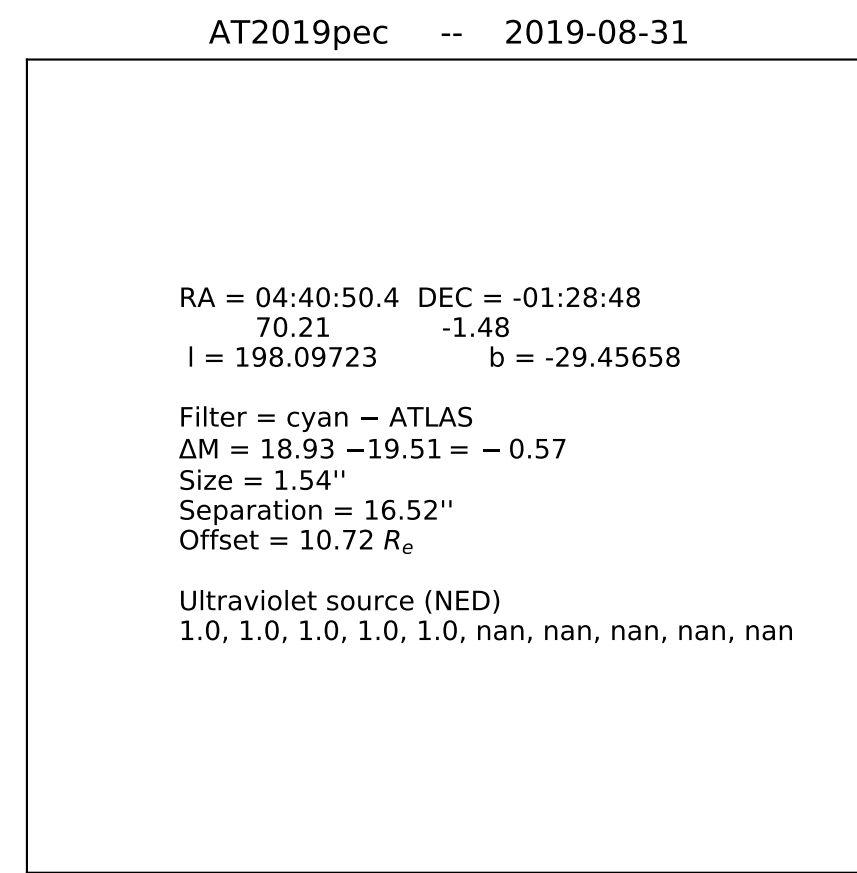 AT2019pec -- 2019-08-31
RA = 04:40:50.4 DEC = -01:28:48
70.21 -1.48
l = 198.09723 b = -29.45658
Filter = cyan − ATLAS
ΔM = 18.93 −19.51 = − 0.57
Size = 1.54''
Separation = 16.52''
Offset = 10.72 Re
Ultraviolet source (NED)
1.0, 1.0, 1.0, 1.0, 1.0, nan, nan, nan, nan, nan